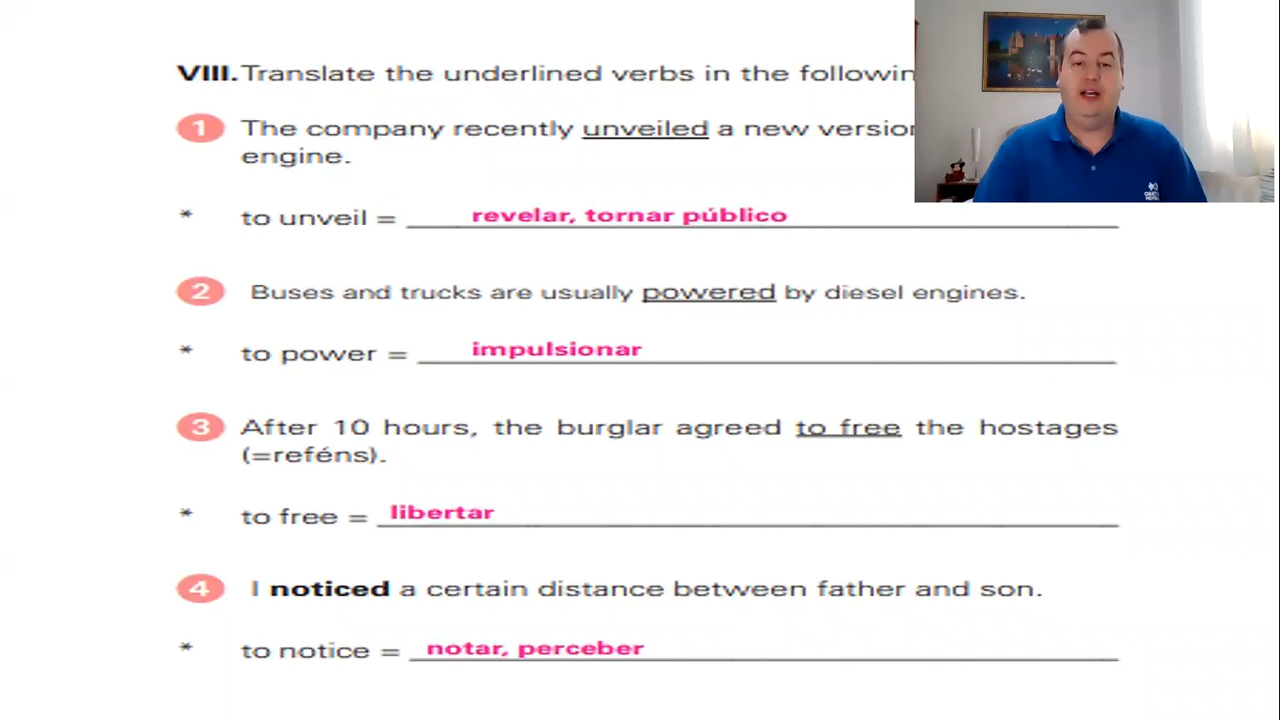 VIII. Translate the underlined verbs in the
1 The company recently unveiled a new
engine.
* to unveil = revelar, tornar público
2 Buses and trucks are usually powered by diesel engines.
* to power = impulsionar
3 After 10 hours, the burglar agreed to free the hostages
(=reféns).
* to free = libertar
4 I noticed a certain distance between father and son.
* to notice = notar, perceber